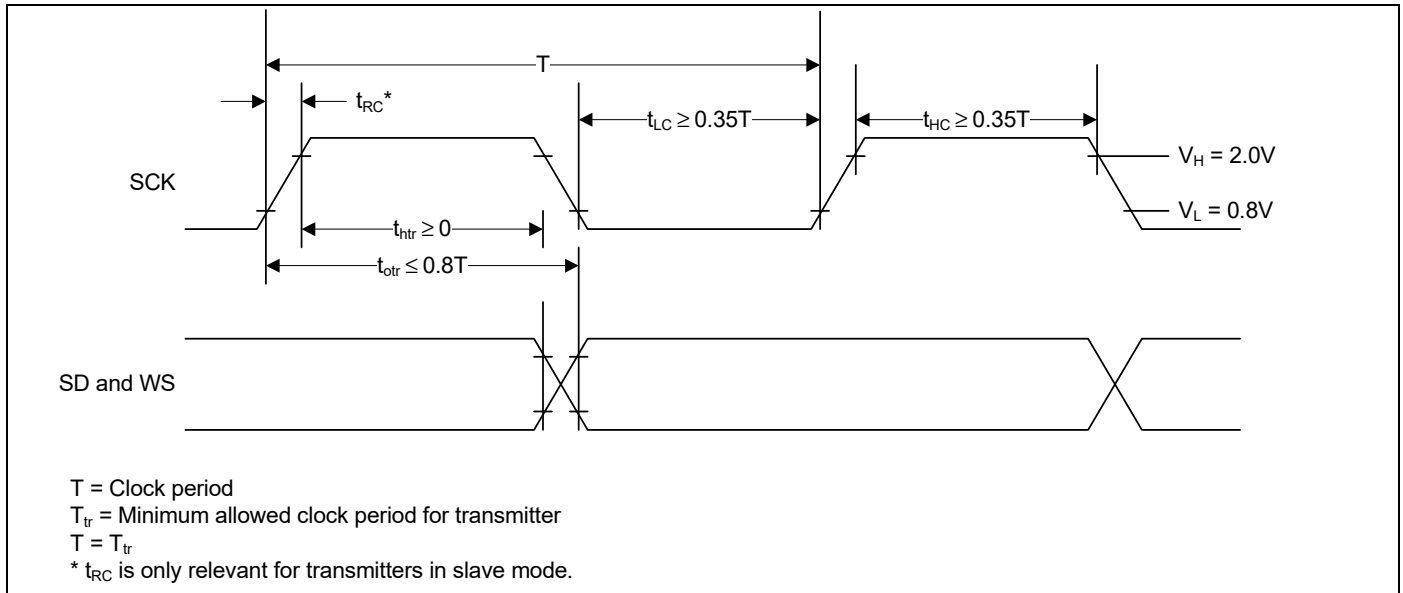 T
t_RC*
t_LC ≥ 0.35T
t_HC ≥ 0.35T
V_H = 2.0V
SCK
V_L = 0.8V
t_htr ≥ 0
t_otr ≤ 0.8T
SD and WS
T = Clock period
T_tr = Minimum allowed clock period for transmitter
T = T_tr
* t_RC is only relevant for transmitters in slave mode.